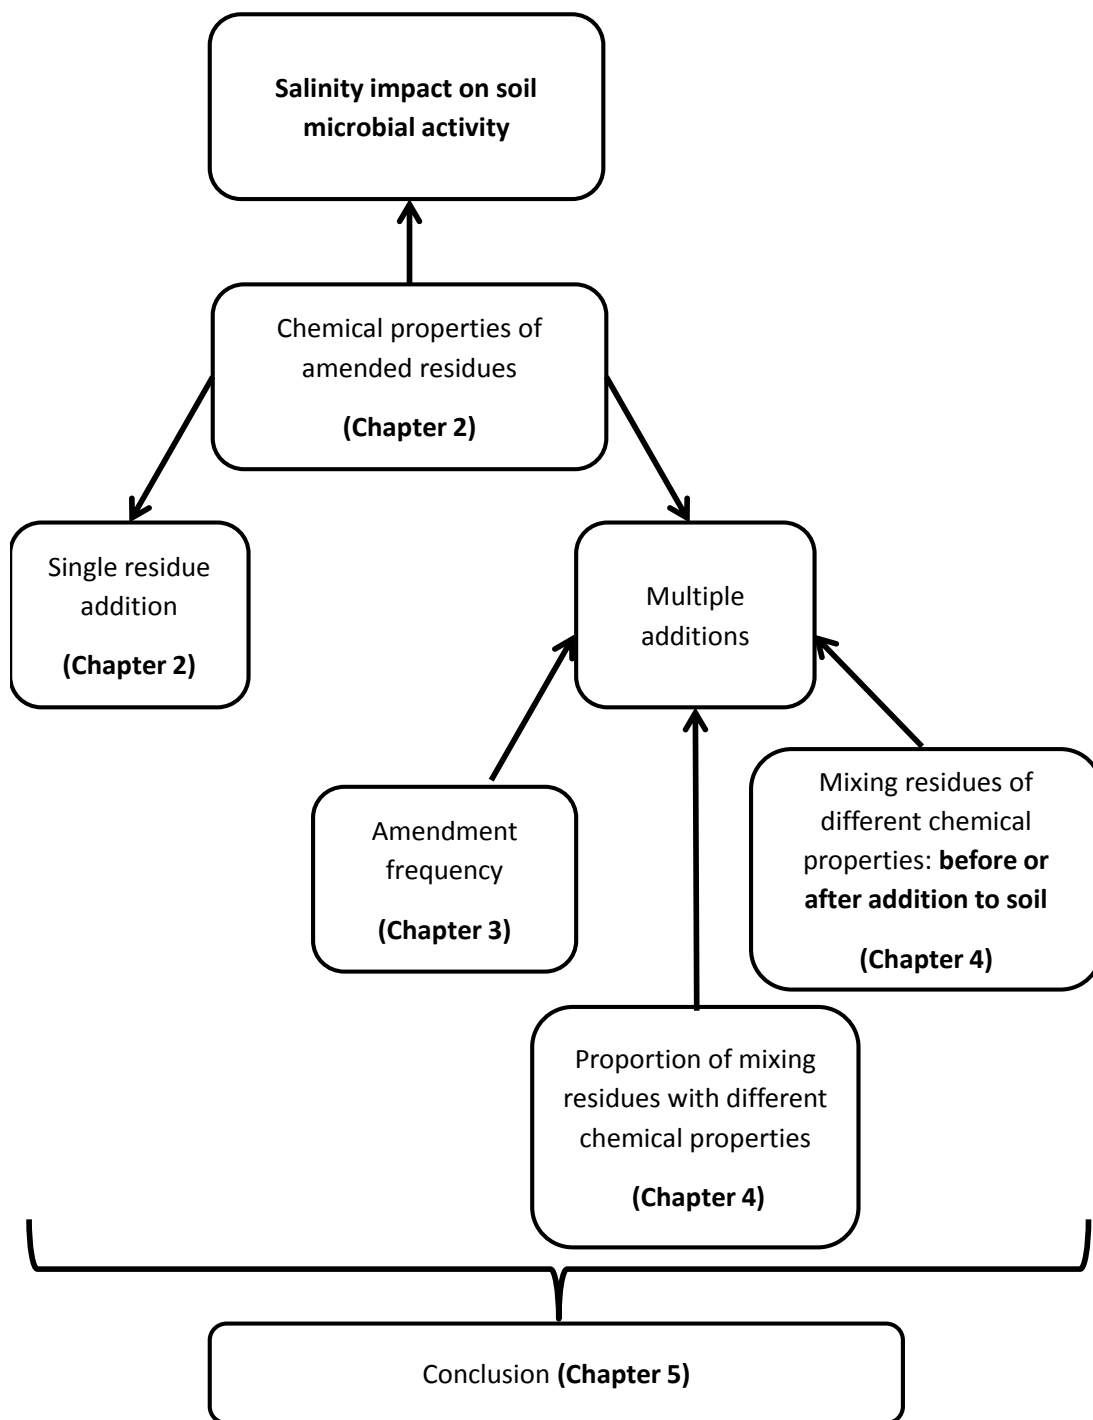 Salinity impact on soil
microbial activity
Chemical properties of
amended residues
(Chapter 2)
Single residue
addition
(Chapter 2)
Multiple
additions
Amendment
frequency
(Chapter 3)
Mixing residues of
different chemical
properties: before or
after addition to soil
(Chapter 4)
Proportion of mixing
residues with different
chemical properties
(Chapter 4)
Conclusion (Chapter 5)